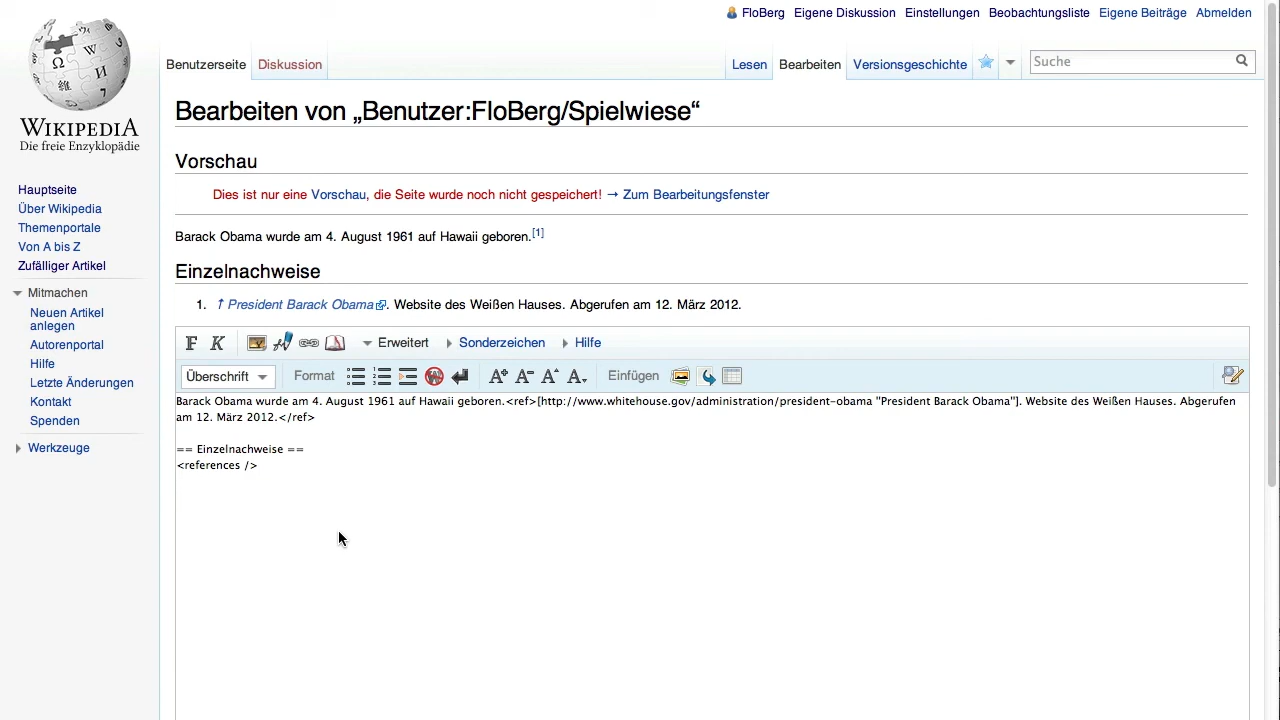 FloBerg Eigene Diskussion Einstellungen Beobachtungsliste Eigene Beiträge Abmelden
Benutzerseite Diskussion Lesen Bearbeiten Versionsgeschichte Suche
WIKIPEDIA
Die freie Enzyklopädie
Hauptseite
Über Wikipedia
Themenportale
Von A bis Z
Zufälliger Artikel
Mitmachen
Neuen Artikel
anlegen
Autorenportal
Hilfe
Letzte Änderungen
Kontakt
Spenden
Werkzeuge
Bearbeiten von „Benutzer:FloBerg/Spielwiese“
Vorschau
Dies ist nur eine Vorschau, die Seite wurde noch nicht gespeichert! → Zum Bearbeitungsfenster
Barack Obama wurde am 4. August 1961 auf Hawaii geboren.[1]
Einzelnachweise
1. ↑ President Barack Obama. Website des Weißen Hauses. Abgerufen am 12. März 2012.
F K Erweitert Sonderzeichen Hilfe
Überschrift Format A+ A- A A Einfügen
Barack Obama wurde am 4. August 1961 auf Hawaii geboren.<ref>[http://www.whitehouse.gov/administration/president-obama "President Barack Obama"]. Website des Weißen Hauses. Abgerufen
am 12. März 2012.</ref>
== Einzelnachweise ==
<references />